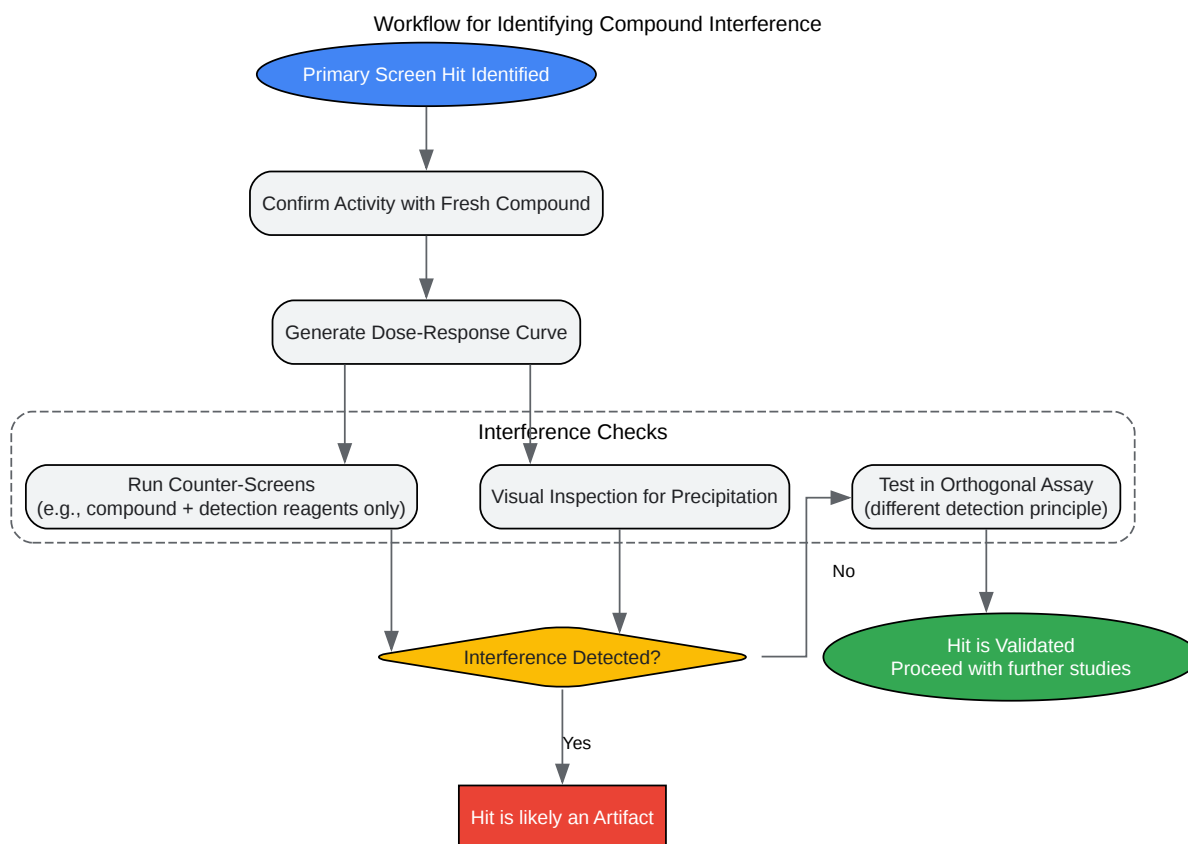 Workflow for Identifying Compound Interference
Primary Screen Hit Identified
Confirm Activity with Fresh Compound
Generate Dose-Response Curve
Interference Checks
Run Counter-Screens
(e.g., compound + detection reagents only)
Visual Inspection for Precipitation
Test in Orthogonal Assay
(different detection principle)
No
Interference Detected?
Hit is Validated
Proceed with further studies
Yes
Hit is likely an Artifact